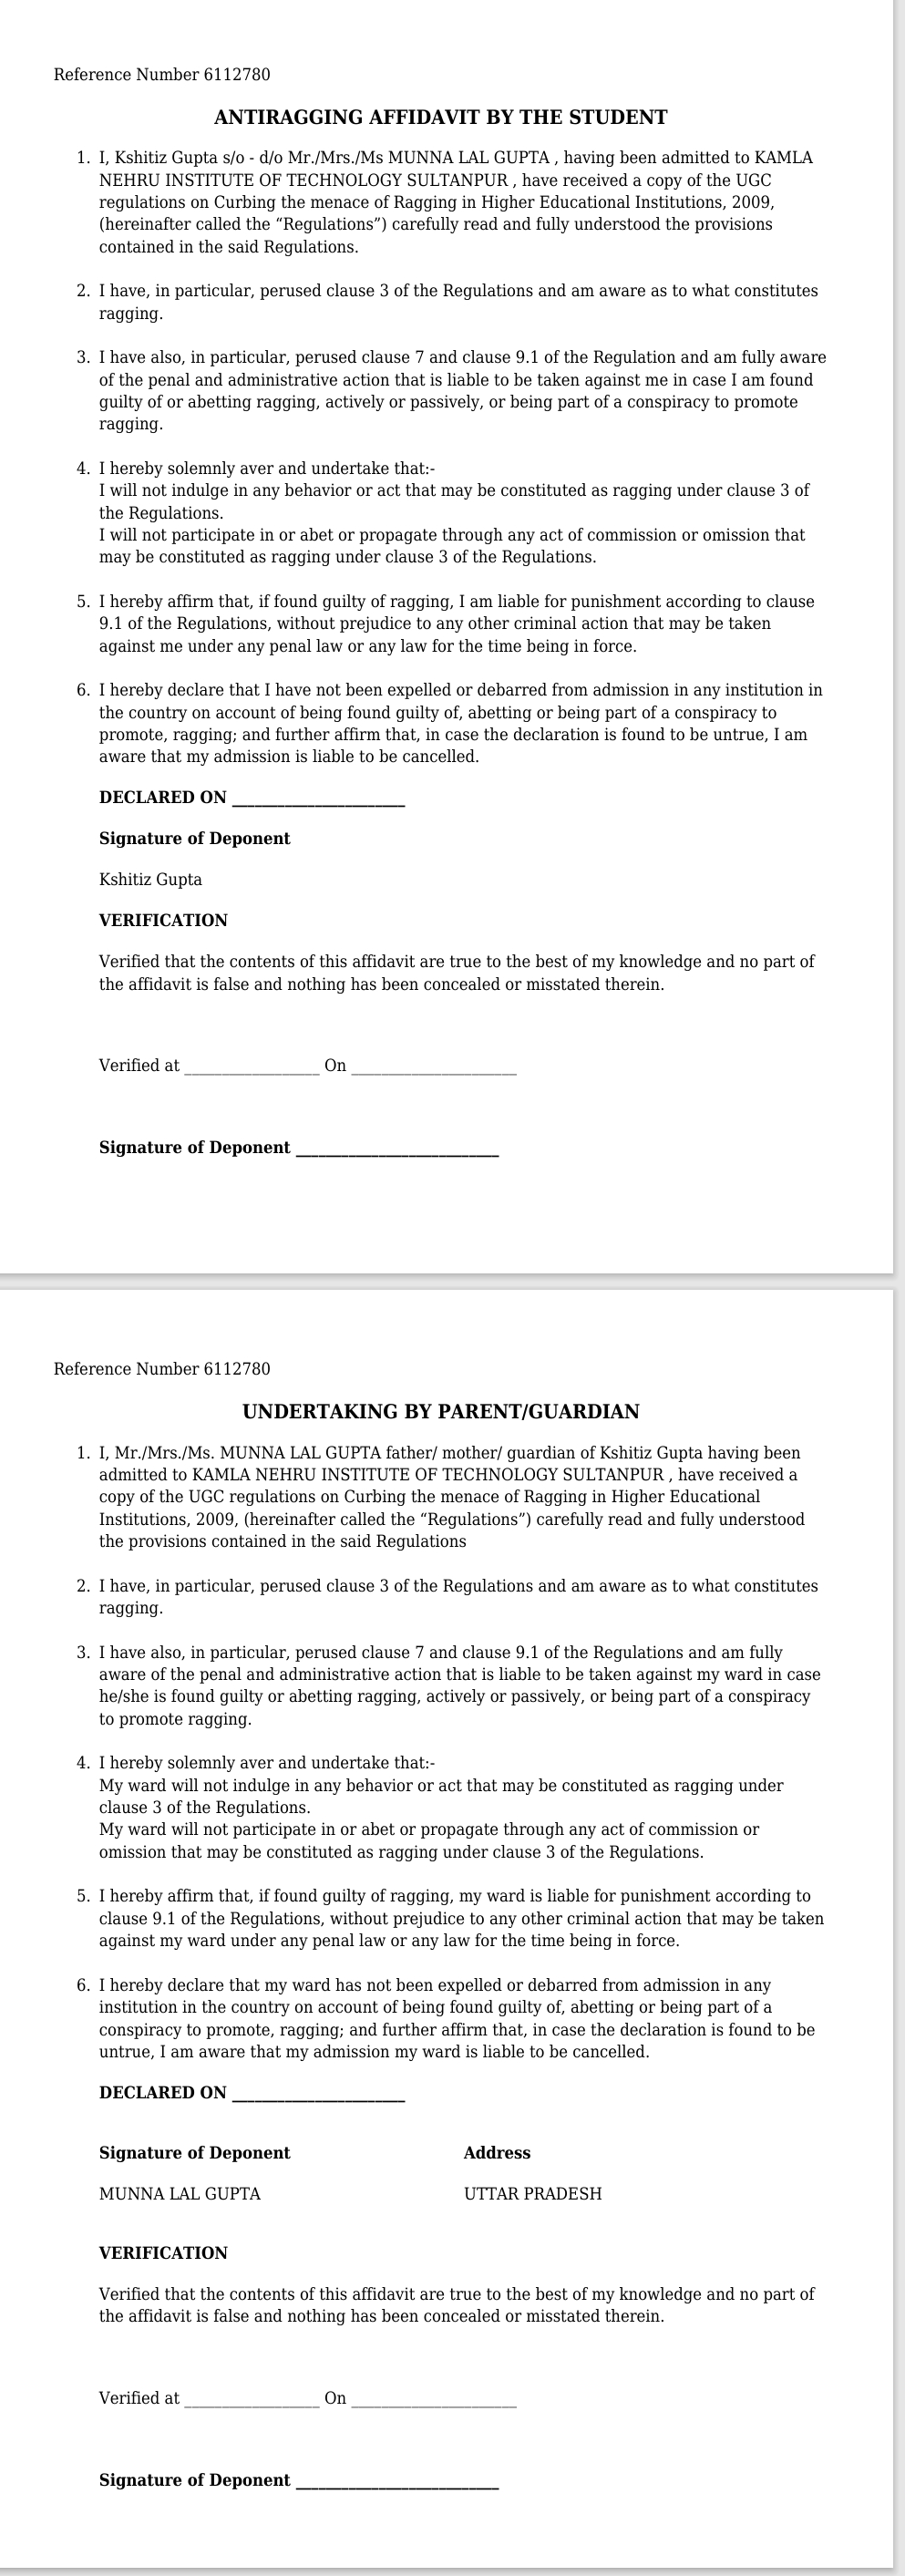 Reference Number 6112780
ANTIRAGGING AFFIDAVIT BY THE STUDENT
1. I, Kshitiz Gupta s/o - d/o Mr./Mrs./Ms MUNNA LAL GUPTA , having been admitted to KAMLA
NEHRU INSTITUTE OF TECHNOLOGY SULTANPUR , have received a copy of the UGC
regulations on Curbing the menace of Ragging in Higher Educational Institutions, 2009,
(hereinafter called the “Regulations”) carefully read and fully understood the provisions
contained in the said Regulations.
2. I have, in particular, perused clause 3 of the Regulations and am aware as to what constitutes
ragging.
3. I have also, in particular, perused clause 7 and clause 9.1 of the Regulation and am fully aware
of the penal and administrative action that is liable to be taken against me in case I am found
guilty of or abetting ragging, actively or passively, or being part of a conspiracy to promote
ragging.
4. I hereby solemnly aver and undertake that:-
I will not indulge in any behavior or act that may be constituted as ragging under clause 3 of
the Regulations.
I will not participate in or abet or propagate through any act of commission or omission that
may be constituted as ragging under clause 3 of the Regulations.
5. I hereby affirm that, if found guilty of ragging, I am liable for punishment according to clause
9.1 of the Regulations, without prejudice to any other criminal action that may be taken
against me under any penal law or any law for the time being in force.
6. I hereby declare that I have not been expelled or debarred from admission in any institution in
the country on account of being found guilty of, abetting or being part of a conspiracy to
promote, ragging; and further affirm that, in case the declaration is found to be untrue, I am
aware that my admission is liable to be cancelled.
DECLARED ON _______________________
Signature of Deponent
Kshitiz Gupta
VERIFICATION
Verified that the contents of this affidavit are true to the best of my knowledge and no part of
the affidavit is false and nothing has been concealed or misstated therein.
Verified at __________________ On ______________________
Signature of Deponent ___________________________
Reference Number 6112780
UNDERTAKING BY PARENT/GUARDIAN
1. I, Mr./Mrs./Ms. MUNNA LAL GUPTA father/ mother/ guardian of Kshitiz Gupta having been
admitted to KAMLA NEHRU INSTITUTE OF TECHNOLOGY SULTANPUR , have received a
copy of the UGC regulations on Curbing the menace of Ragging in Higher Educational
Institutions, 2009, (hereinafter called the “Regulations”) carefully read and fully understood
the provisions contained in the said Regulations
2. I have, in particular, perused clause 3 of the Regulations and am aware as to what constitutes
ragging.
3. I have also, in particular, perused clause 7 and clause 9.1 of the Regulations and am fully
aware of the penal and administrative action that is liable to be taken against my ward in case
he/she is found guilty or abetting ragging, actively or passively, or being part of a conspiracy
to promote ragging.
4. I hereby solemnly aver and undertake that:-
My ward will not indulge in any behavior or act that may be constituted as ragging under
clause 3 of the Regulations.
My ward will not participate in or abet or propagate through any act of commission or
omission that may be constituted as ragging under clause 3 of the Regulations.
5. I hereby affirm that, if found guilty of ragging, my ward is liable for punishment according to
clause 9.1 of the Regulations, without prejudice to any other criminal action that may be taken
against my ward under any penal law or any law for the time being in force.
6. I hereby declare that my ward has not been expelled or debarred from admission in any
institution in the country on account of being found guilty of, abetting or being part of a
conspiracy to promote, ragging; and further affirm that, in case the declaration is found to be
untrue, I am aware that my admission my ward is liable to be cancelled.
DECLARED ON _______________________
Signature of Deponent Address
MUNNA LAL GUPTA UTTAR PRADESH
VERIFICATION
Verified that the contents of this affidavit are true to the best of my knowledge and no part of
the affidavit is false and nothing has been concealed or misstated therein.
Verified at __________________ On ______________________
Signature of Deponent ___________________________